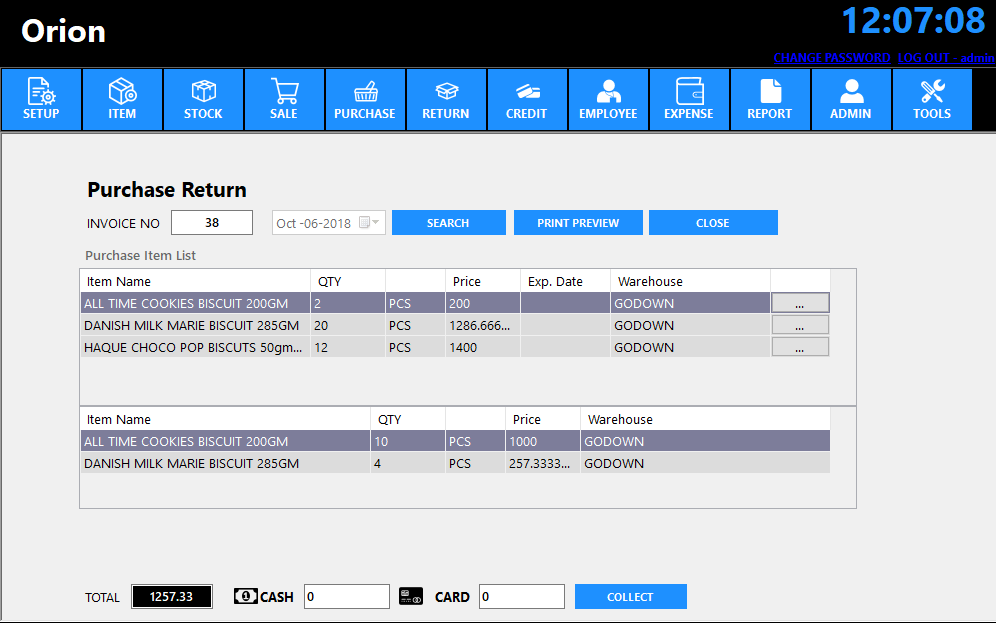 Orion
12:07:08
CHANGE PASSWORD LOG OUT - admin
SETUP ITEM STOCK SALE PURCHASE RETURN CREDIT EMPLOYEE EXPENSE REPORT ADMIN TOOLS
Purchase Return
INVOICE NO 38 Oct -06-2018 SEARCH PRINT PREVIEW CLOSE
Purchase Item List
Item Name QTY Price Exp. Date Warehouse
ALL TIME COOKIES BISCUIT 200GM 2 PCS 200 GODOWN ...
DANISH MILK MARIE BISCUIT 285GM 20 PCS 1286.666... GODOWN ...
HAQUE CHOCO POP BISCUTS 50gm... 12 PCS 1400 GODOWN ...
Item Name QTY Price Warehouse
ALL TIME COOKIES BISCUIT 200GM 10 PCS 1000 GODOWN
DANISH MILK MARIE BISCUIT 285GM 4 PCS 257.3333... GODOWN
TOTAL 1257.33 CASH 0 CARD 0 COLLECT